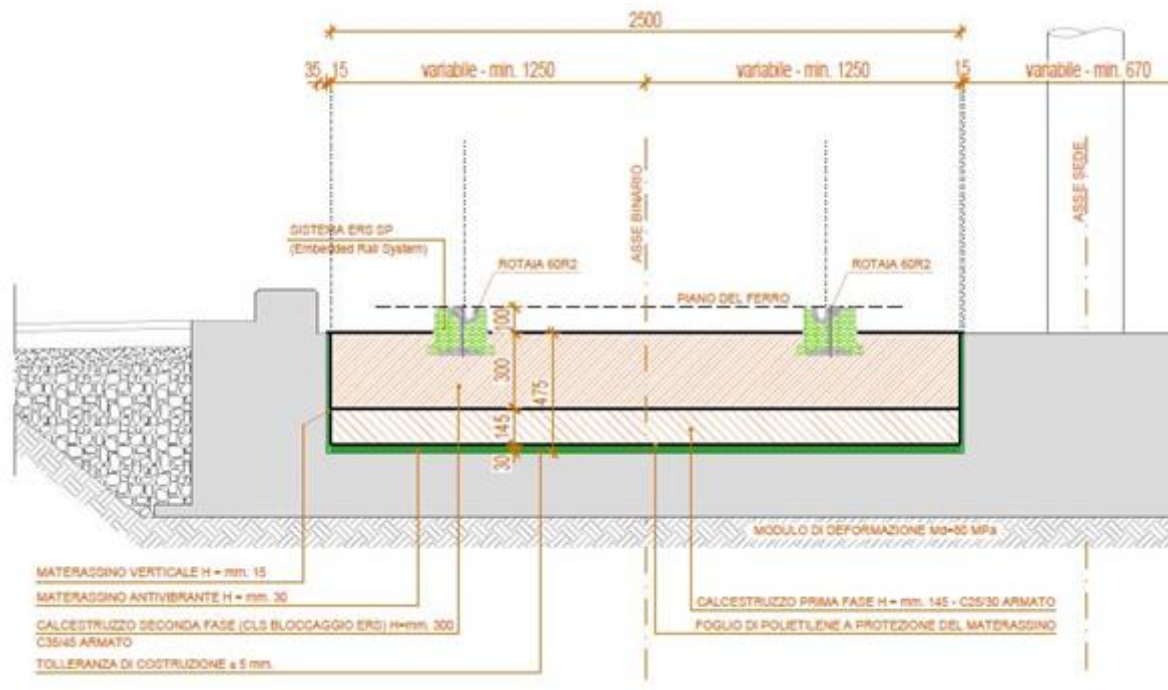 2500
35
15
variabile - min. 1250
variabile - min. 1250
15
variabile - min. 670
ASSE BINARIO
ASSE SEDE
SISTEMA ERS SP
(Embedded Rail System)
ROTAIA 60R2
ROTAIA 60R2
PIANO DEL FERRO
100
300
475
145
30
MODULO DI DEFORMAZIONE Md=80 MPa
MATERASSINO VERTICALE H = mm. 15
MATERASSINO ANTIVIBRANTE H = mm. 30
CALCESTRUZZO SECONDA FASE (CLS BLOCCAGGIO ERS) H=mm. 300
C35/45 ARMATO
TOLLERANZA DI COSTRUZIONE ± 5 mm.
CALCESTRUZZO PRIMA FASE H = mm. 145 - C25/30 ARMATO
FOGLIO DI POLIETILENE A PROTEZIONE DEL MATERASSINO